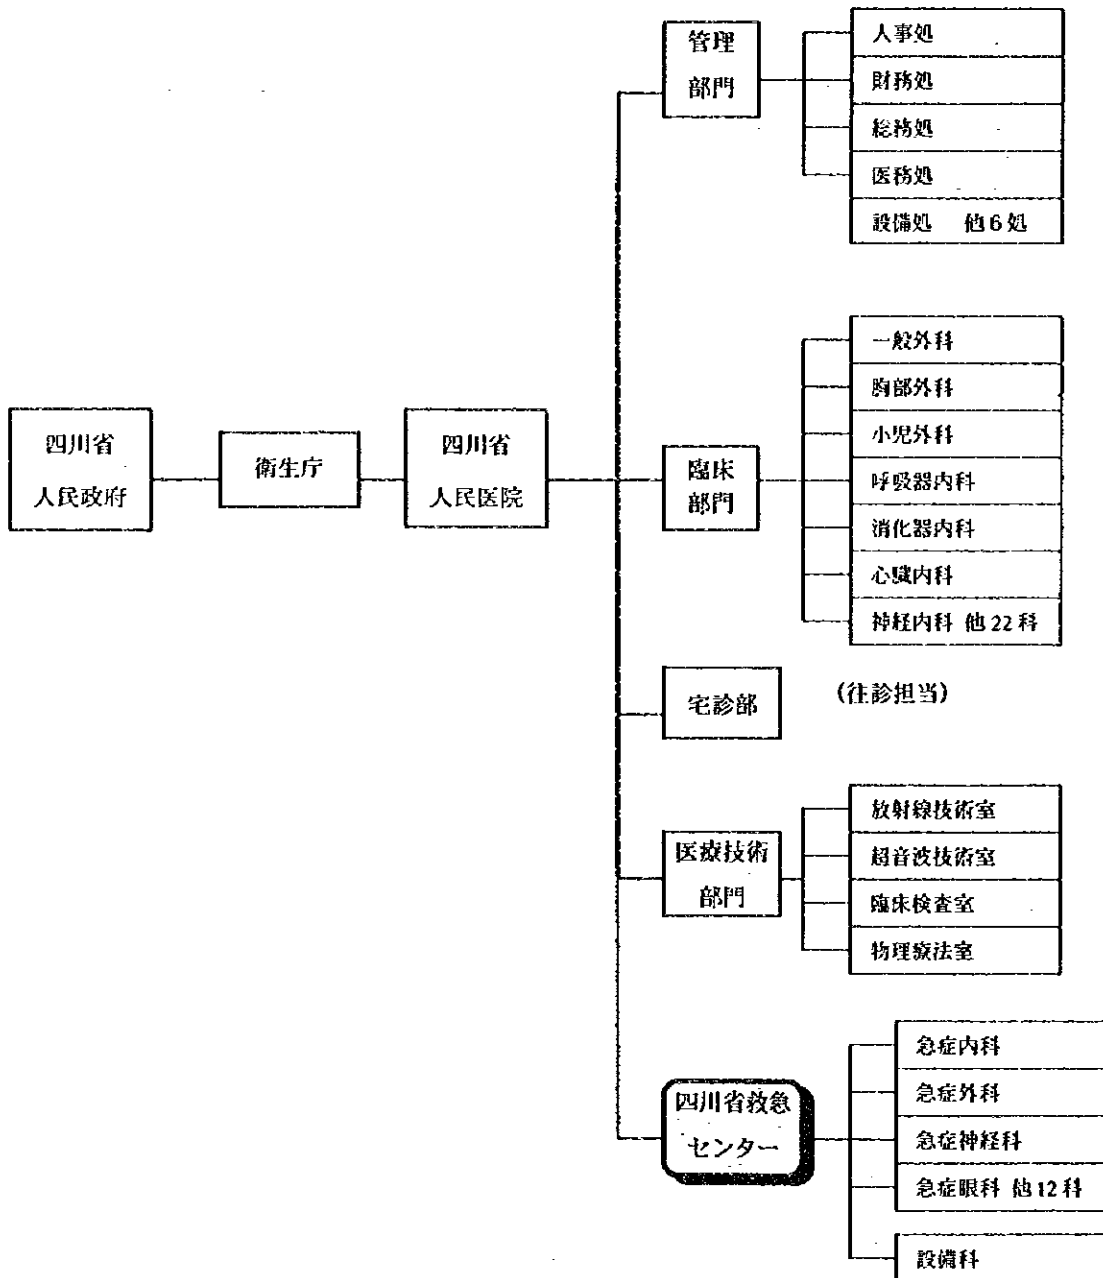 四川省
人民政府
衛生庁
四川省
人民医院
管理
部門
人事処
財務処
総務処
医務処
設備処 他6処
臨床
部門
一般外科
胸部外科
小児外科
呼吸器内科
消化器内科
心臓内科
神経内科 他22科
宅診部
(往診担当)
医療技術
部門
放射線技術室
超音波技術室
臨床検査室
物理療法室
四川省救急
センター
急症内科
急症外科
急症神経科
急症眼科 他12科
設備科